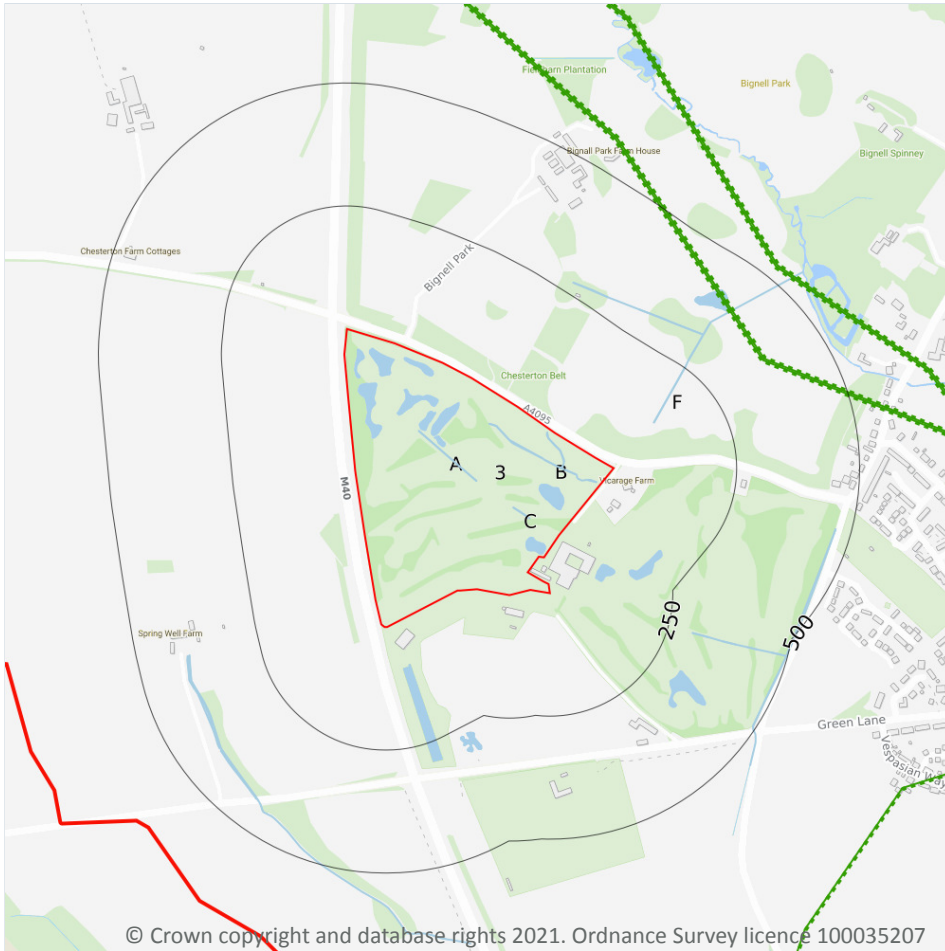 Fieldbarn Plantation
Bignell Park
Bignall Park Farm House
Bignell Spinney
Chesterton Farm Cottages
Bignell Park
Chesterton Belt
A4095
F
A
3
B
Vicarage Farm
M40
C
250
500
Spring Well Farm
Green Lane
Vespasian Way
© Crown copyright and database rights 2021. Ordnance Survey licence 100035207